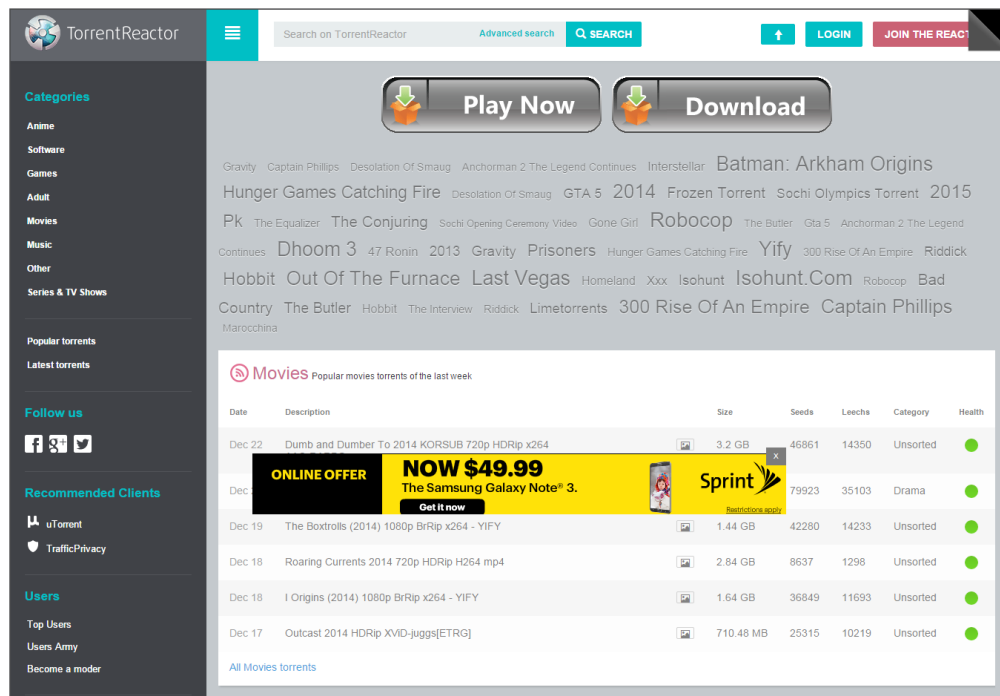 TorrentReactor
Search on TorrentReactor Advanced search SEARCH LOGIN JOIN THE REACT
Categories
Anime
Software
Games
Adult
Movies
Music
Other
Series & TV Shows
Popular torrents
Latest torrents
Follow us
Recommended Clients
uTorrent
TrafficPrivacy
Users
Top Users
Users Army
Become a moder
Play Now Download
Gravity Captain Phillips Desolation Of Smaug Anchorman 2 The Legend Continues Interstellar Batman: Arkham Origins
Hunger Games Catching Fire Desolation Of Smaug GTA 5 2014 Frozen Torrent Sochi Olympics Torrent 2015
Pk The Equalizer The Conjuring Sochi Opening Ceremony Video Gone Girl Robocop The Butler Gta 5 Anchorman 2 The Legend
Continues Dhoom 3 47 Ronin 2013 Gravity Prisoners Hunger Games Catching Fire Yify 300 Rise Of An Empire Riddick
Hobbit Out Of The Furnace Last Vegas Homeland Xxx Isohunt Isohunt.Com Robocop Bad
Country The Butler Hobbit The Interview Riddick Limetorrents 300 Rise Of An Empire Captain Phillips
Marocchina
Movies Popular movies torrents of the last week
Date Description Size Seeds Leechs Category Health
Dec 22 Dumb and Dumber To 2014 KORSUB 720p HDRip x264 3.2 GB 46861 14350 Unsorted
x
ONLINE OFFER
NOW $49.99
The Samsung Galaxy Note® 3.
Get it now
Sprint
Restrictions apply
Dec 79923 35103 Drama
Dec 19 The Boxtrolls (2014) 1080p BrRip x264 - YIFY 1.44 GB 42280 14233 Unsorted
Dec 18 Roaring Currents 2014 720p HDRip H264 mp4 2.84 GB 8637 1298 Unsorted
Dec 18 I Origins (2014) 1080p BrRip x264 - YIFY 1.64 GB 36849 11693 Unsorted
Dec 17 Outcast 2014 HDRip XViD-juggs[ETRG] 710.48 MB 25315 10219 Unsorted
All Movies torrents